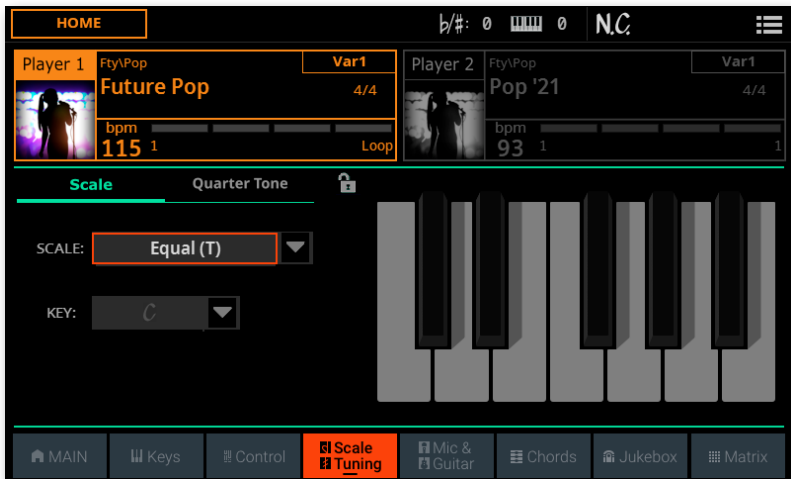 HOME
♭/#: 0
0
N.C.
Player 1
Fty\Pop
Var1
Future Pop
4/4
bpm
115
1
Loop
Player 2
Fty\Pop
Var1
Pop '21
4/4
bpm
93
1
1
Scale
Quarter Tone
SCALE:
Equal (T)
KEY:
C
MAIN
Keys
Control
Scale
Tuning
Mic &
Guitar
Chords
Jukebox
Matrix